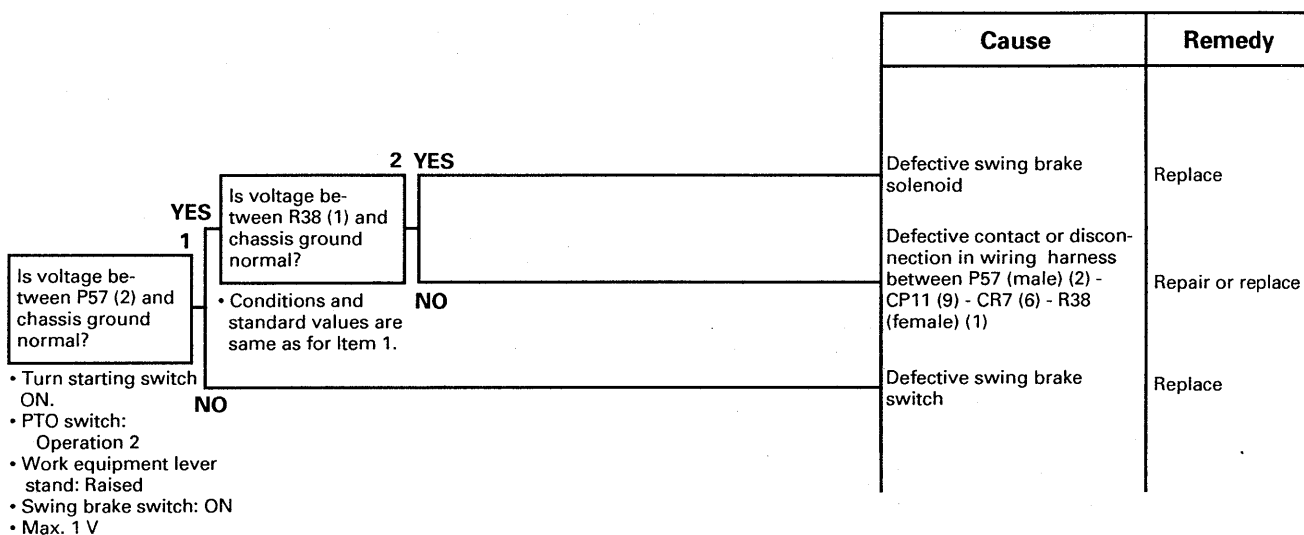 Cause
Remedy
2 YES
Is voltage be-
tween R38 (1) and
chassis ground
normal?
YES
1
Is voltage be-
tween P57 (2) and
chassis ground
normal?
• Conditions and
standard values are
same as for Item 1.
NO
• Turn starting switch
ON.
• PTO switch:
Operation 2
• Work equipment lever
stand: Raised
• Swing brake switch: ON
• Max. 1 V
NO
Defective swing brake
solenoid
Replace
Defective contact or discon-
nection in wiring harness
between P57 (male) (2) -
CP11 (9) - CR7 (6) - R38
(female) (1)
Repair or replace
Defective swing brake
switch
Replace